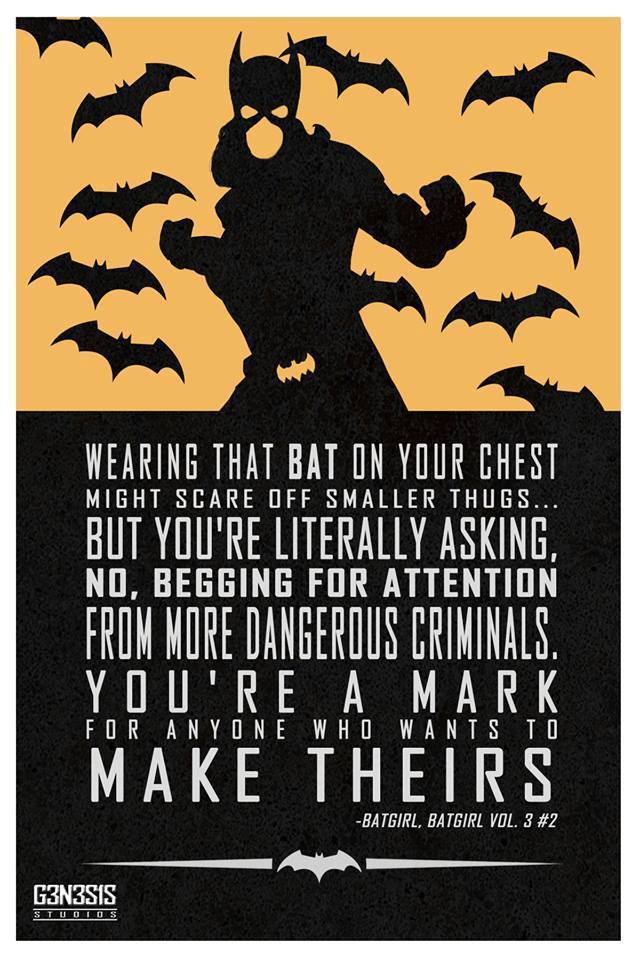 WEARING THAT BAT ON YOUR CHEST
MIGHT SCARE OFF SMALLER THUGS...
BUT YOU'RE LITERALLY ASKING,
NO, BEGGING FOR ATTENTION
FROM MORE DANGEROUS CRIMINALS.
YOU'RE A MARK
FOR ANYONE WHO WANTS TO
MAKE THEIRS
-BATGIRL, BATGIRL VOL. 3 #2
G3N3S1S
STUDIOS